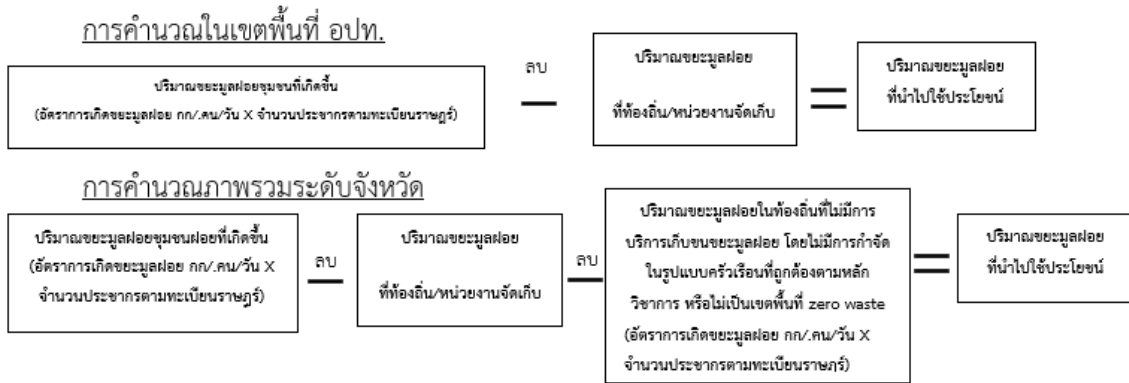 การคำนวณในเขตพื้นที่ อปท.
ปริมาณขยะมูลฝอยชุมชนที่เกิดขึ้น
(อัตราการเกิดขยะมูลฝอย กก/.คน/วัน X จำนวนประชากรตามทะเบียนราษฎร์)
ลบ
ปริมาณขยะมูลฝอย
ที่ท้องถิ่น/หน่วยงานจัดเก็บ
ปริมาณขยะมูลฝอย
ที่นำไปใช้ประโยชน์
การคำนวณภาพรวมระดับจังหวัด
ปริมาณขยะมูลฝอยชุมชนฝอยที่เกิดขึ้น
(อัตราการเกิดขยะมูลฝอย กก/.คน/วัน X
จำนวนประชากรตามทะเบียนราษฎร์)
ลบ
ปริมาณขยะมูลฝอย
ที่ท้องถิ่น/หน่วยงานจัดเก็บ
ลบ
ปริมาณขยะมูลฝอยในท้องถิ่นที่ไม่มีการ
บริการเก็บขนขยะมูลฝอย โดยไม่มีการกำจัด
ในรูปแบบครัวเรือนที่ถูกต้องตามหลัก
วิชาการ หรือไม่เป็นเขตพื้นที่ zero waste
(อัตราการเกิดขยะมูลฝอย กก/.คน/วัน X
จำนวนประชากรตามทะเบียนราษฎร์)
ปริมาณขยะมูลฝอย
ที่นำไปใช้ประโยชน์